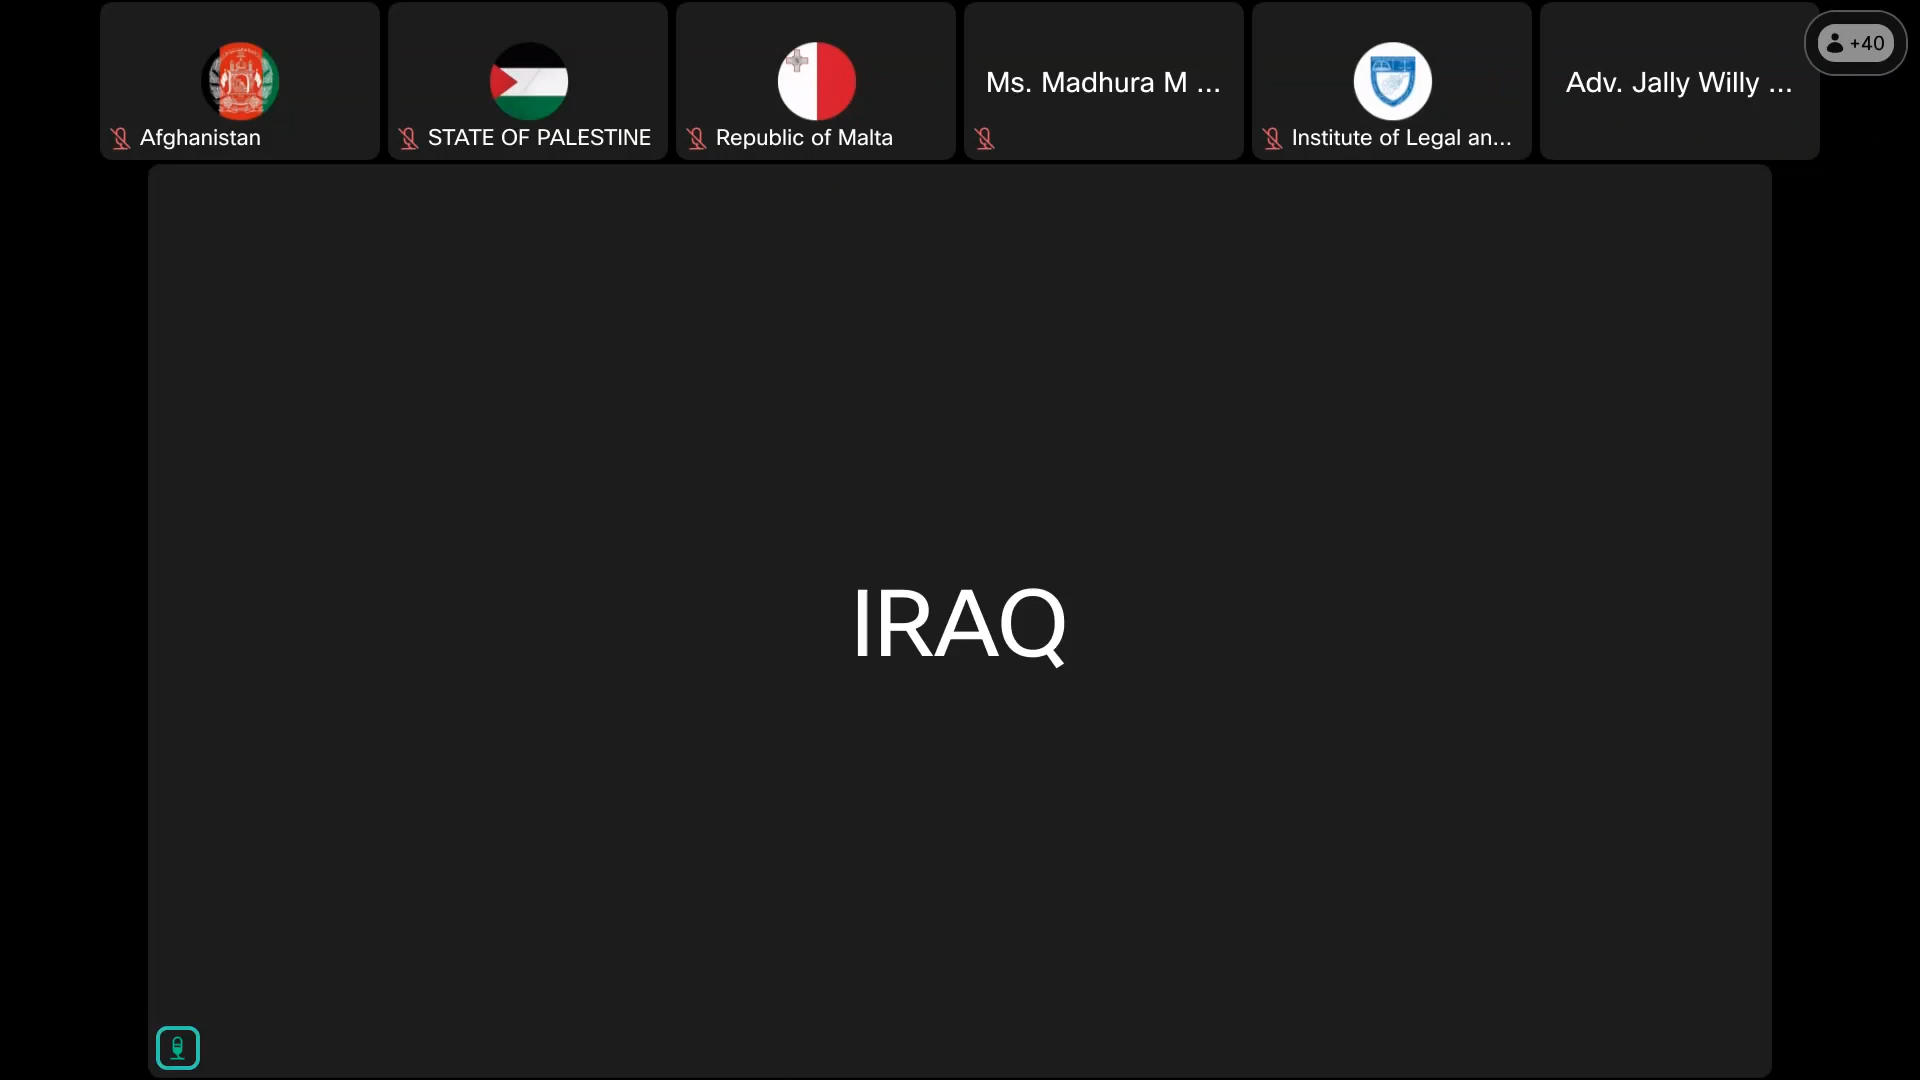 Afghanistan
STATE OF PALESTINE
Republic of Malta
Ms. Madhura M ...
Institute of Legal an...
Adv. Jally Willy ...
+40
IRAQ